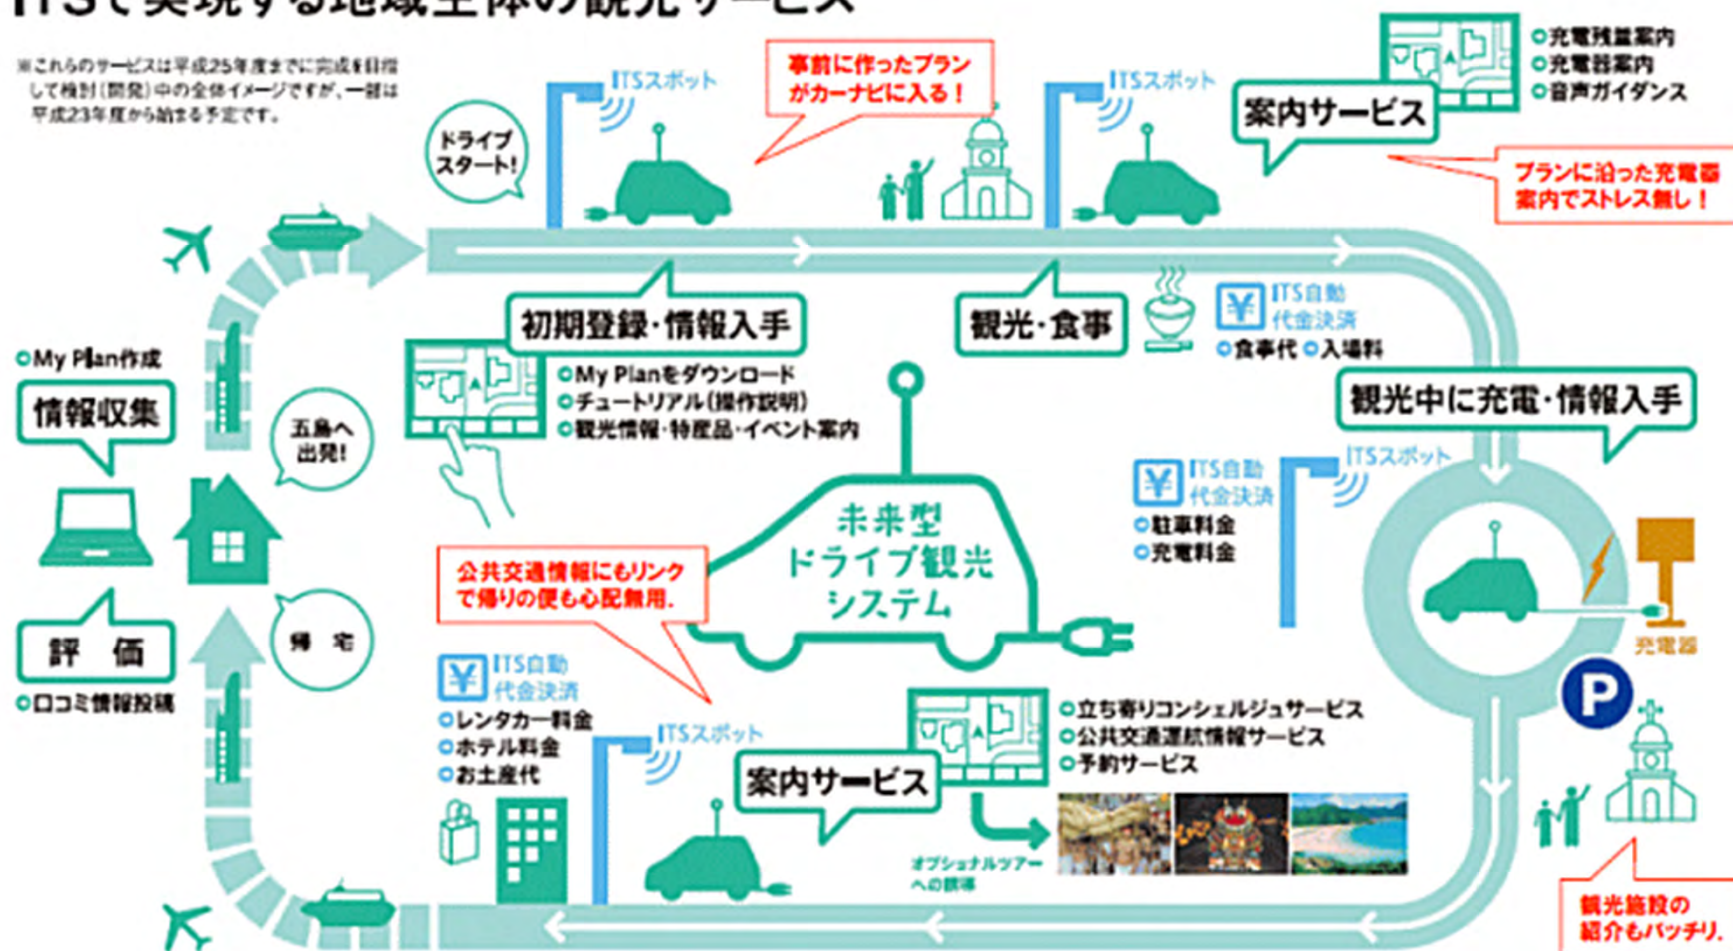 ITSで実現する地域全体の観光サービス
※これらのサービスは平成25年度までに完成を目指
して検討(開発)中の全体イメージですが、一部は
平成23年度から始まる予定です。
ドライブ
スタート!
ITSスポット
事前に作ったプラン
がカーナビに入る!
ITSスポット
案内サービス
充電残量案内
充電器案内
音声ガイダンス
プランに沿った充電器
案内でストレス無し!
初期登録・情報入手
My Planをダウンロード
チュートリアル(操作説明)
観光情報・特産品・イベント案内
観光・食事
¥
ITS自動
代金決済
食事代 入場料
My Plan作成
情報収集
五島へ
出発!
観光中に充電・情報入手
¥
ITS自動
代金決済
駐車料金
充電料金
ITSスポット
充電器
P
未来型
ドライブ観光
システム
公共交通情報にもリンク
で帰りの便も心配無用.
評 価
口コミ情報投稿
帰 宅
¥
ITS自動
代金決済
レンタカー料金
ホテル料金
お土産代
ITSスポット
案内サービス
立ち寄りコンシェルジュサービス
公共交通運航情報サービス
予約サービス
オプショナルツアー
への誘導
観光施設の
紹介もバッチリ.